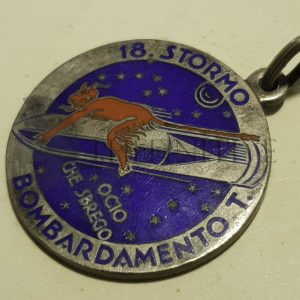 18. STORMO
OCIO
CHE SBREGO
BOMBARDAMENTO T.